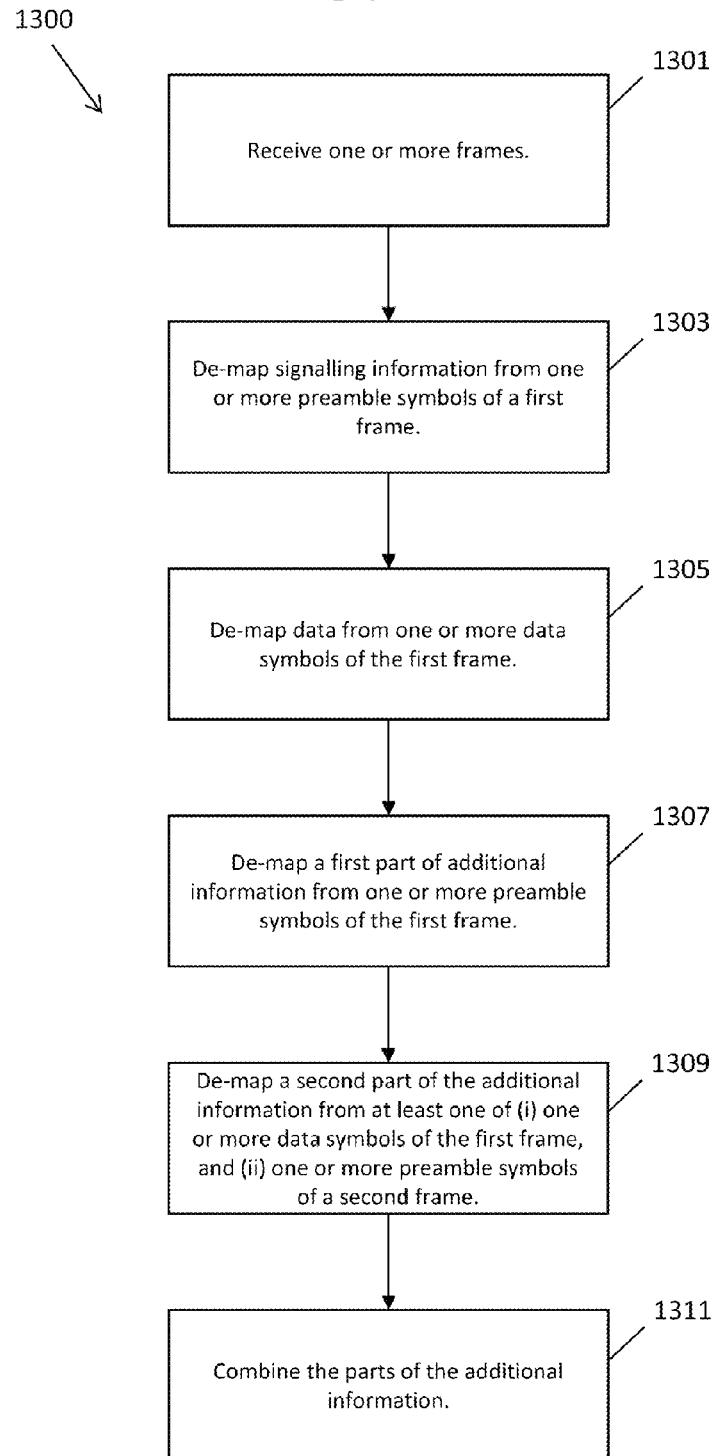 1300
1301
Receive one or more frames.
1303
De-map signalling information from one
or more preamble symbols of a first
frame.
1305
De-map data from one or more data
symbols of the first frame.
1307
De-map a first part of additional
information from one or more preamble
symbols of the first frame.
1309
De-map a second part of the additional
information from at least one of (i) one
or more data symbols of the first frame,
and (ii) one or more preamble symbols
of a second frame.
1311
Combine the parts of the additional
information.